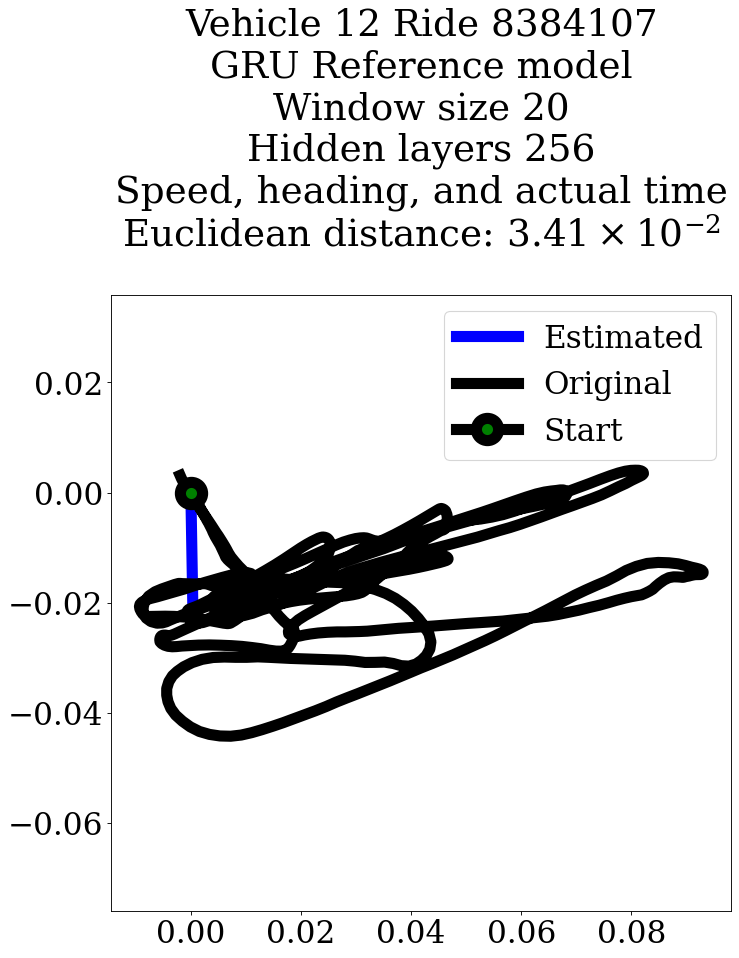 Vehicle 12 Ride 8384107
GRU Reference model
Window size 20
Hidden layers 256
Speed, heading, and actual time
Euclidean distance: 3.41 × 10⁻²
Estimated
Original
Start
0.02
0.00
−0.02
−0.04
−0.06
0.00 0.02 0.04 0.06 0.08